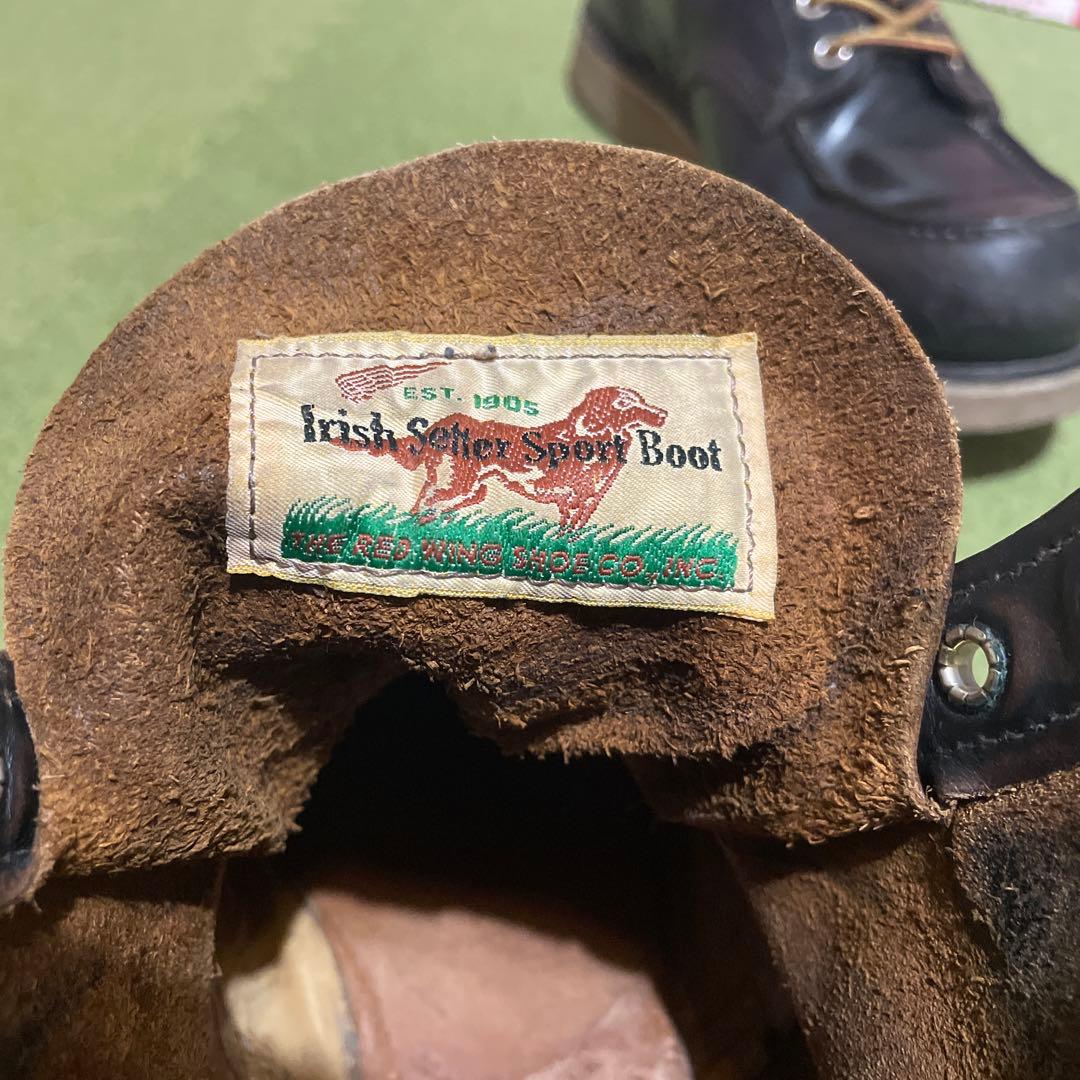 EST. 1905
Irish Setter Sport Boot
THE RED WING SHOE CO., INC.